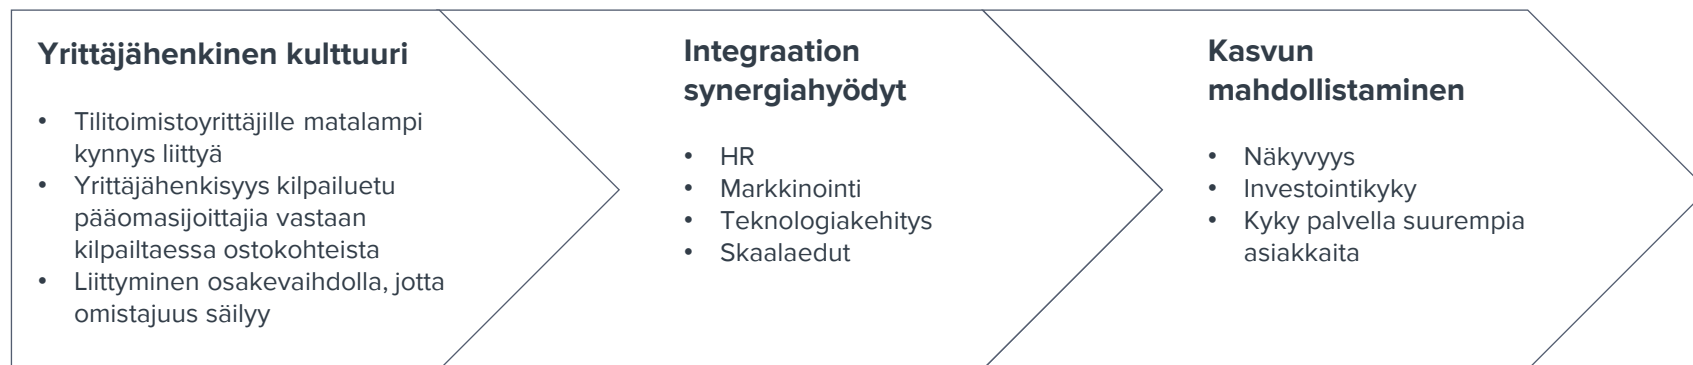 Yrittäjähenkinen kulttuuri
• Tilitoimistoyrittäjille matalampi
kynnys liittyä
• Yrittäjähenkisyys kilpailuetu
pääomasijoittajia vastaan
kilpailtaessa ostokohteista
• Liittyminen osakevaihdolla, jotta
omistajuus säilyy
Integraation
synergiahyödyt
• HR
• Markkinointi
• Teknologiakehitys
• Skaalaedut
Kasvun
mahdollistaminen
• Näkyvyys
• Investointikyky
• Kyky palvella suurempia
asiakkaita